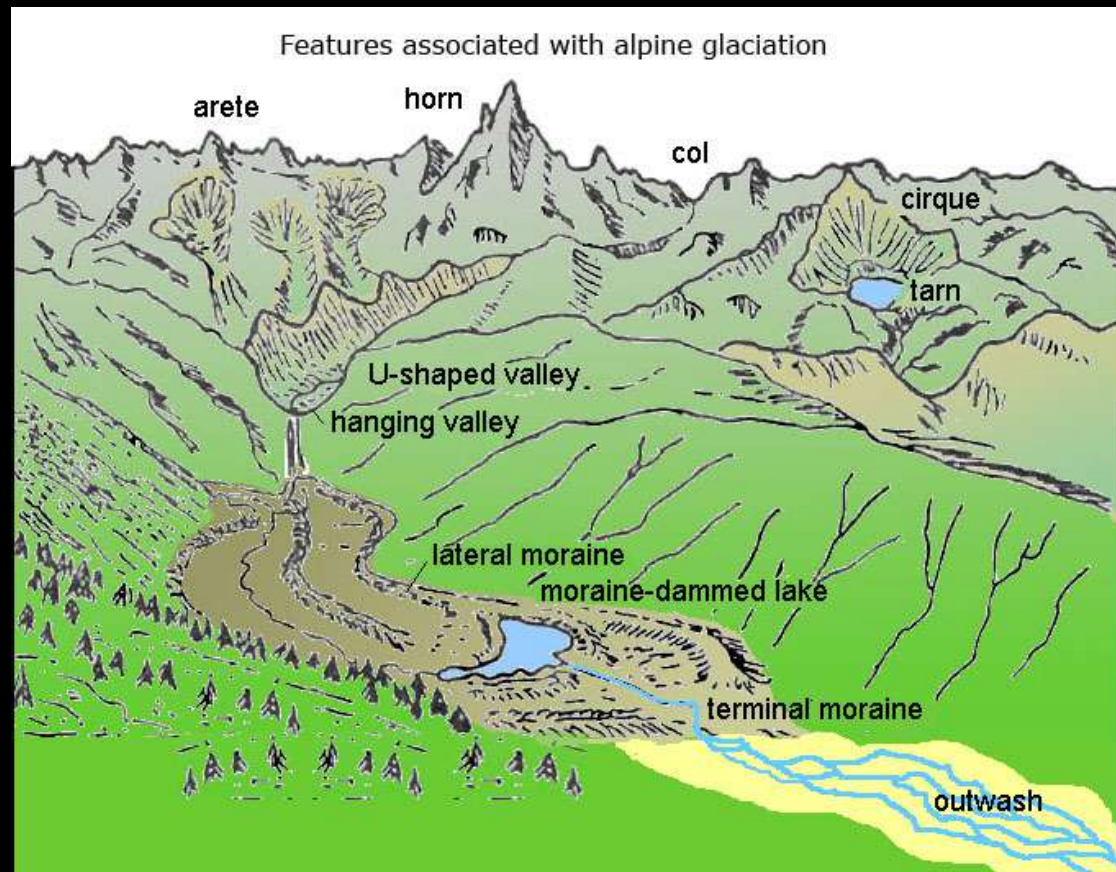 Features associated with alpine glaciation
horn
arete
col
cirque
tarn
U-shaped valley
hanging valley
lateral moraine
moraine-dammed lake
terminal moraine
outwash